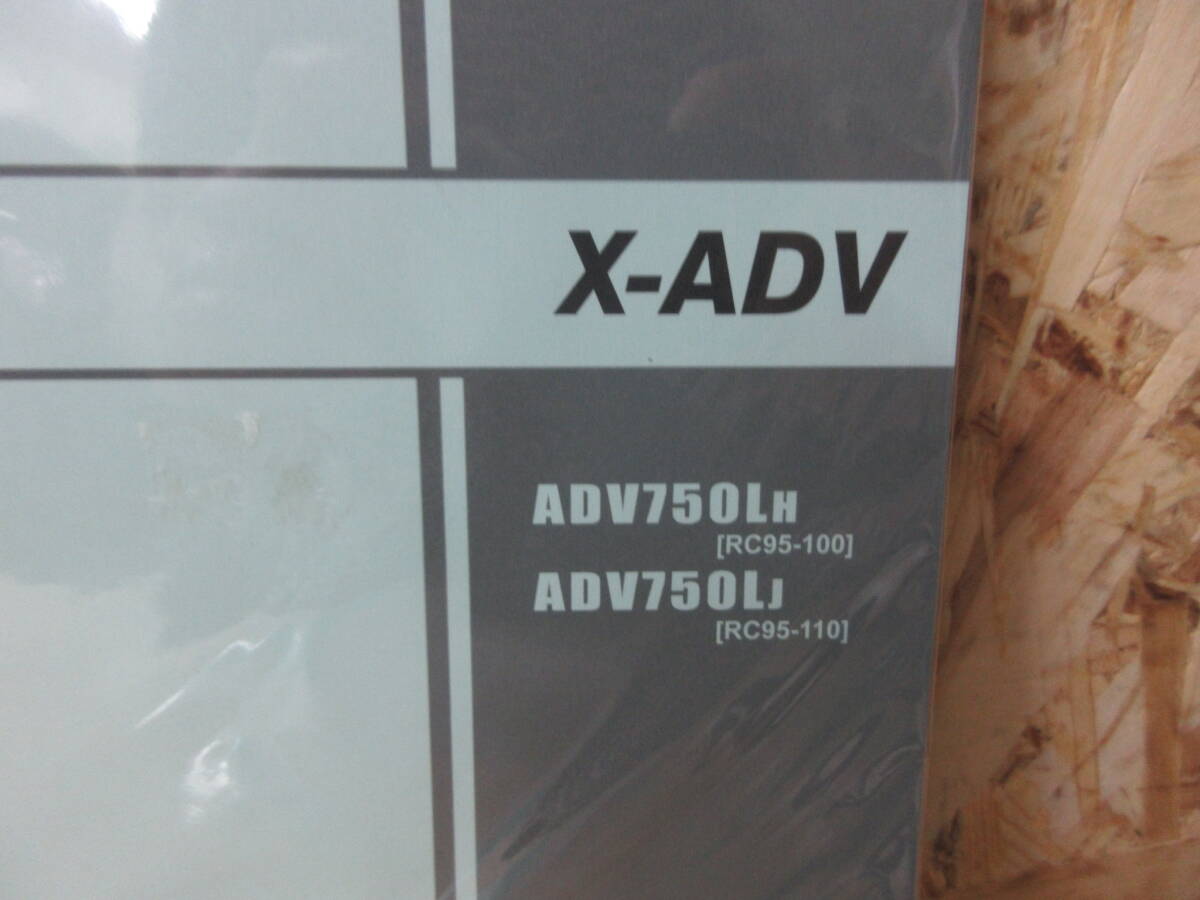 X-ADV
ADV750LH
[RC95-100]
ADV750LJ
[RC95-110]